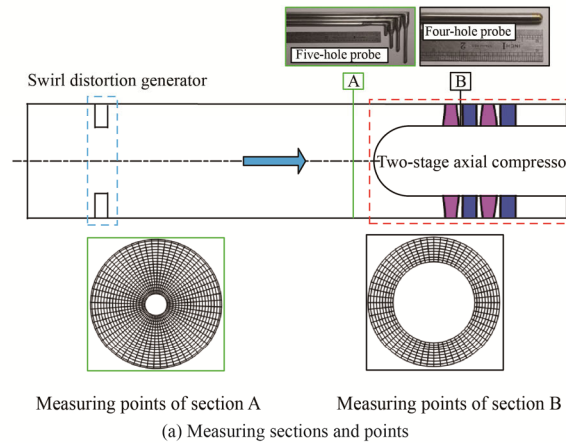 Five-hole probe
Four-hole probe
Swirl distortion generator
A
B
Two-stage axial compresso
Measuring points of section A
Measuring points of section B
(a) Measuring sections and points